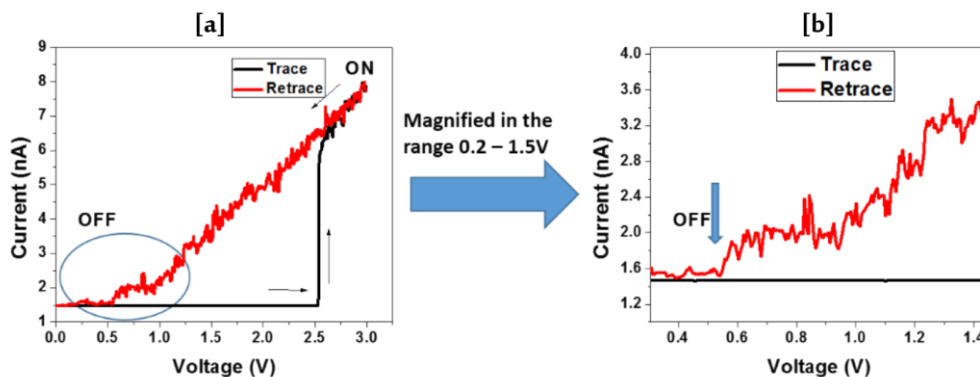 [a]
9
8
7
6
5
4
3
2
1
Current (nA)
Trace
Retrace
ON
OFF
0.0 0.5 1.0 1.5 2.0 2.5 3.0
Voltage (V)
Magnified in the
range 0.2 – 1.5V
[b]
4.0
3.6
3.2
2.8
2.4
2.0
1.6
1.2
Current (nA)
Trace
Retrace
OFF
0.4 0.6 0.8 1.0 1.2 1.4
Voltage (V)